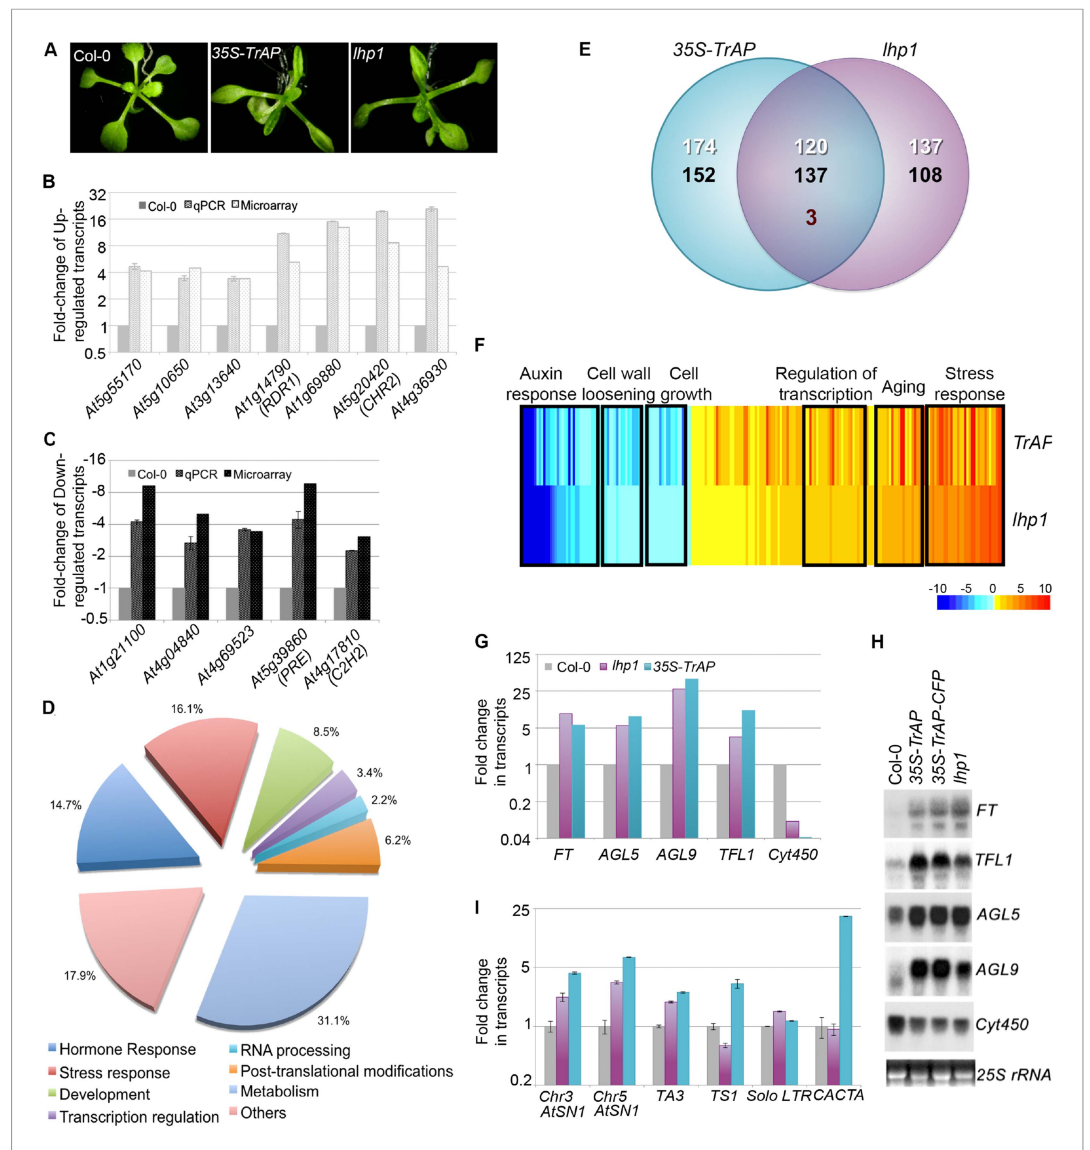 A
Col-0
35S-TrAP
lhp1
B
Fold-change of Up-
regulated transcripts
32
16
8
4
2
1
0.5
Col-0
qPCR
Microarray
At5g55170
At5g10650
At3g13640
At1g14790
(RDR1)
At1g69880
At5g20420
(CHR2)
At4g36930
C
Fold-change of Down-
regulated transcripts
-16
-8
-4
-2
-1
-0.5
Col-0
qPCR
Microarray
At1g21100
At4g04840
At4g69523
At5g39860
(PRE)
At4g17810
(C2H2)
D
16.1%
8.5%
3.4%
2.2%
6.2%
14.7%
17.9%
31.1%
Hormone Response
Stress response
Development
Transcription regulation
RNA processing
Post-translational modifications
Metabolism
Others
E
35S-TrAP
lhp1
174
120
137
152
137
108
3
F
Auxin
response
Cell wall
loosening
Cell
growth
Regulation of
transcription
Aging
Stress
response
TrAF
lhp1
-10 -5 0 5 10
G
Fold change
in transcripts
125
25
5
1
0.2
0.04
Col-0
lhp1
35S-TrAP
FT
AGL5
AGL9
TFL1
Cyt450
H
Col-0
35S-TrAP
35S-TrAP-CFP
lhp1
FT
TFL1
AGL5
AGL9
Cyt450
25S rRNA
I
Fold change
in transcripts
25
5
1
0.2
Chr3
AtSN1
Chr5
AtSN1
TA3
TS1
Solo LTR
CACTA